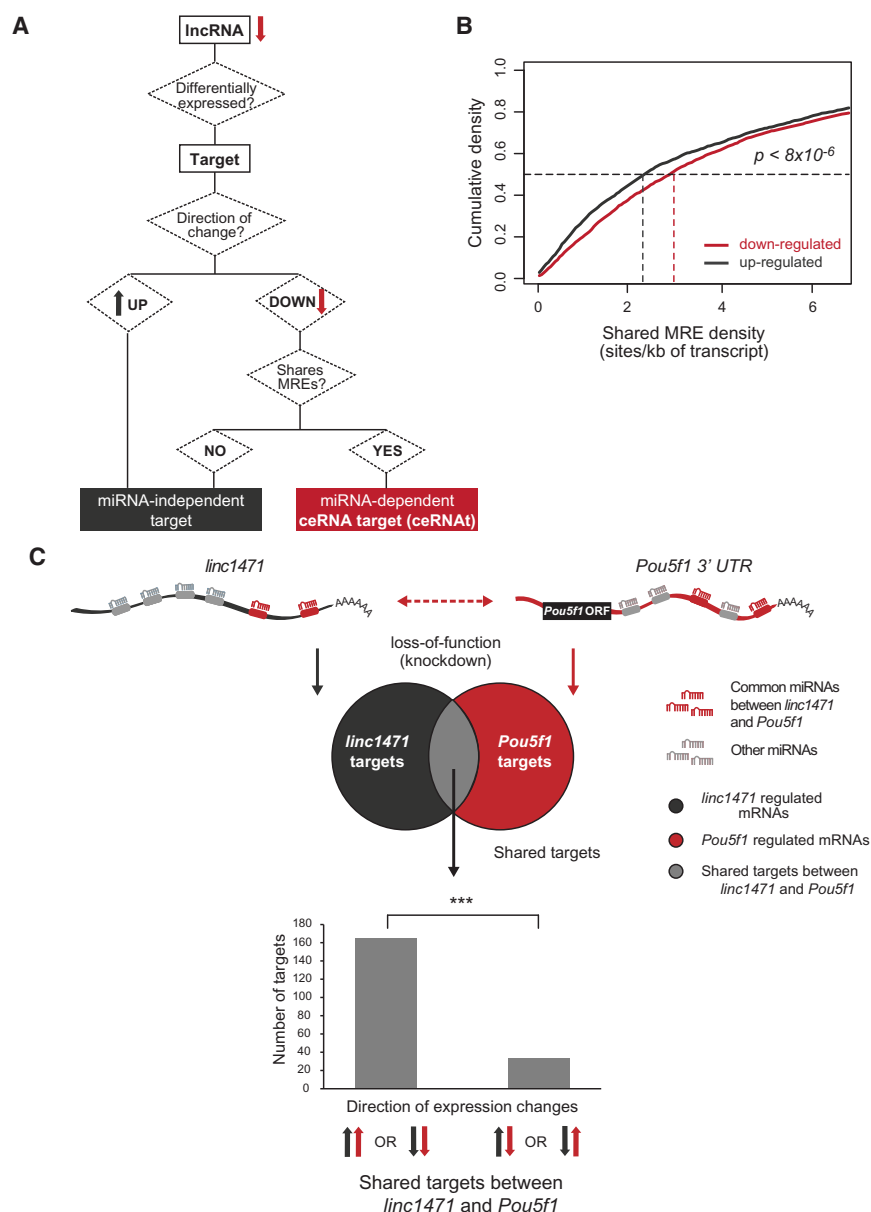 A
lncRNA
Differentially
expressed?
Target
Direction of
change?
UP
DOWN
Shares
MREs?
NO
YES
miRNA-independent
target
miRNA-dependent
ceRNA target (ceRNAt)
B
Cumulative density
1.0
0.8
0.6
0.4
0.2
0.0
p < 8x10-6
down-regulated
up-regulated
0
2
4
6
Shared MRE density
(sites/kb of transcript)
C
linc1471
AAAAAA
Pou5f1 3' UTR
Pou5f1 ORF
AAAAAA
loss-of-function
(knockdown)
linc1471
targets
Pou5f1
targets
Shared targets
Common miRNAs
between linc1471
and Pou5f1
Other miRNAs
linc1471 regulated
mRNAs
Pou5f1 regulated mRNAs
Shared targets between
linc1471 and Pou5f1
***
Number of targets
180
160
140
120
100
80
60
40
20
0
Direction of expression changes
OR
OR
Shared targets between
linc1471 and Pou5f1